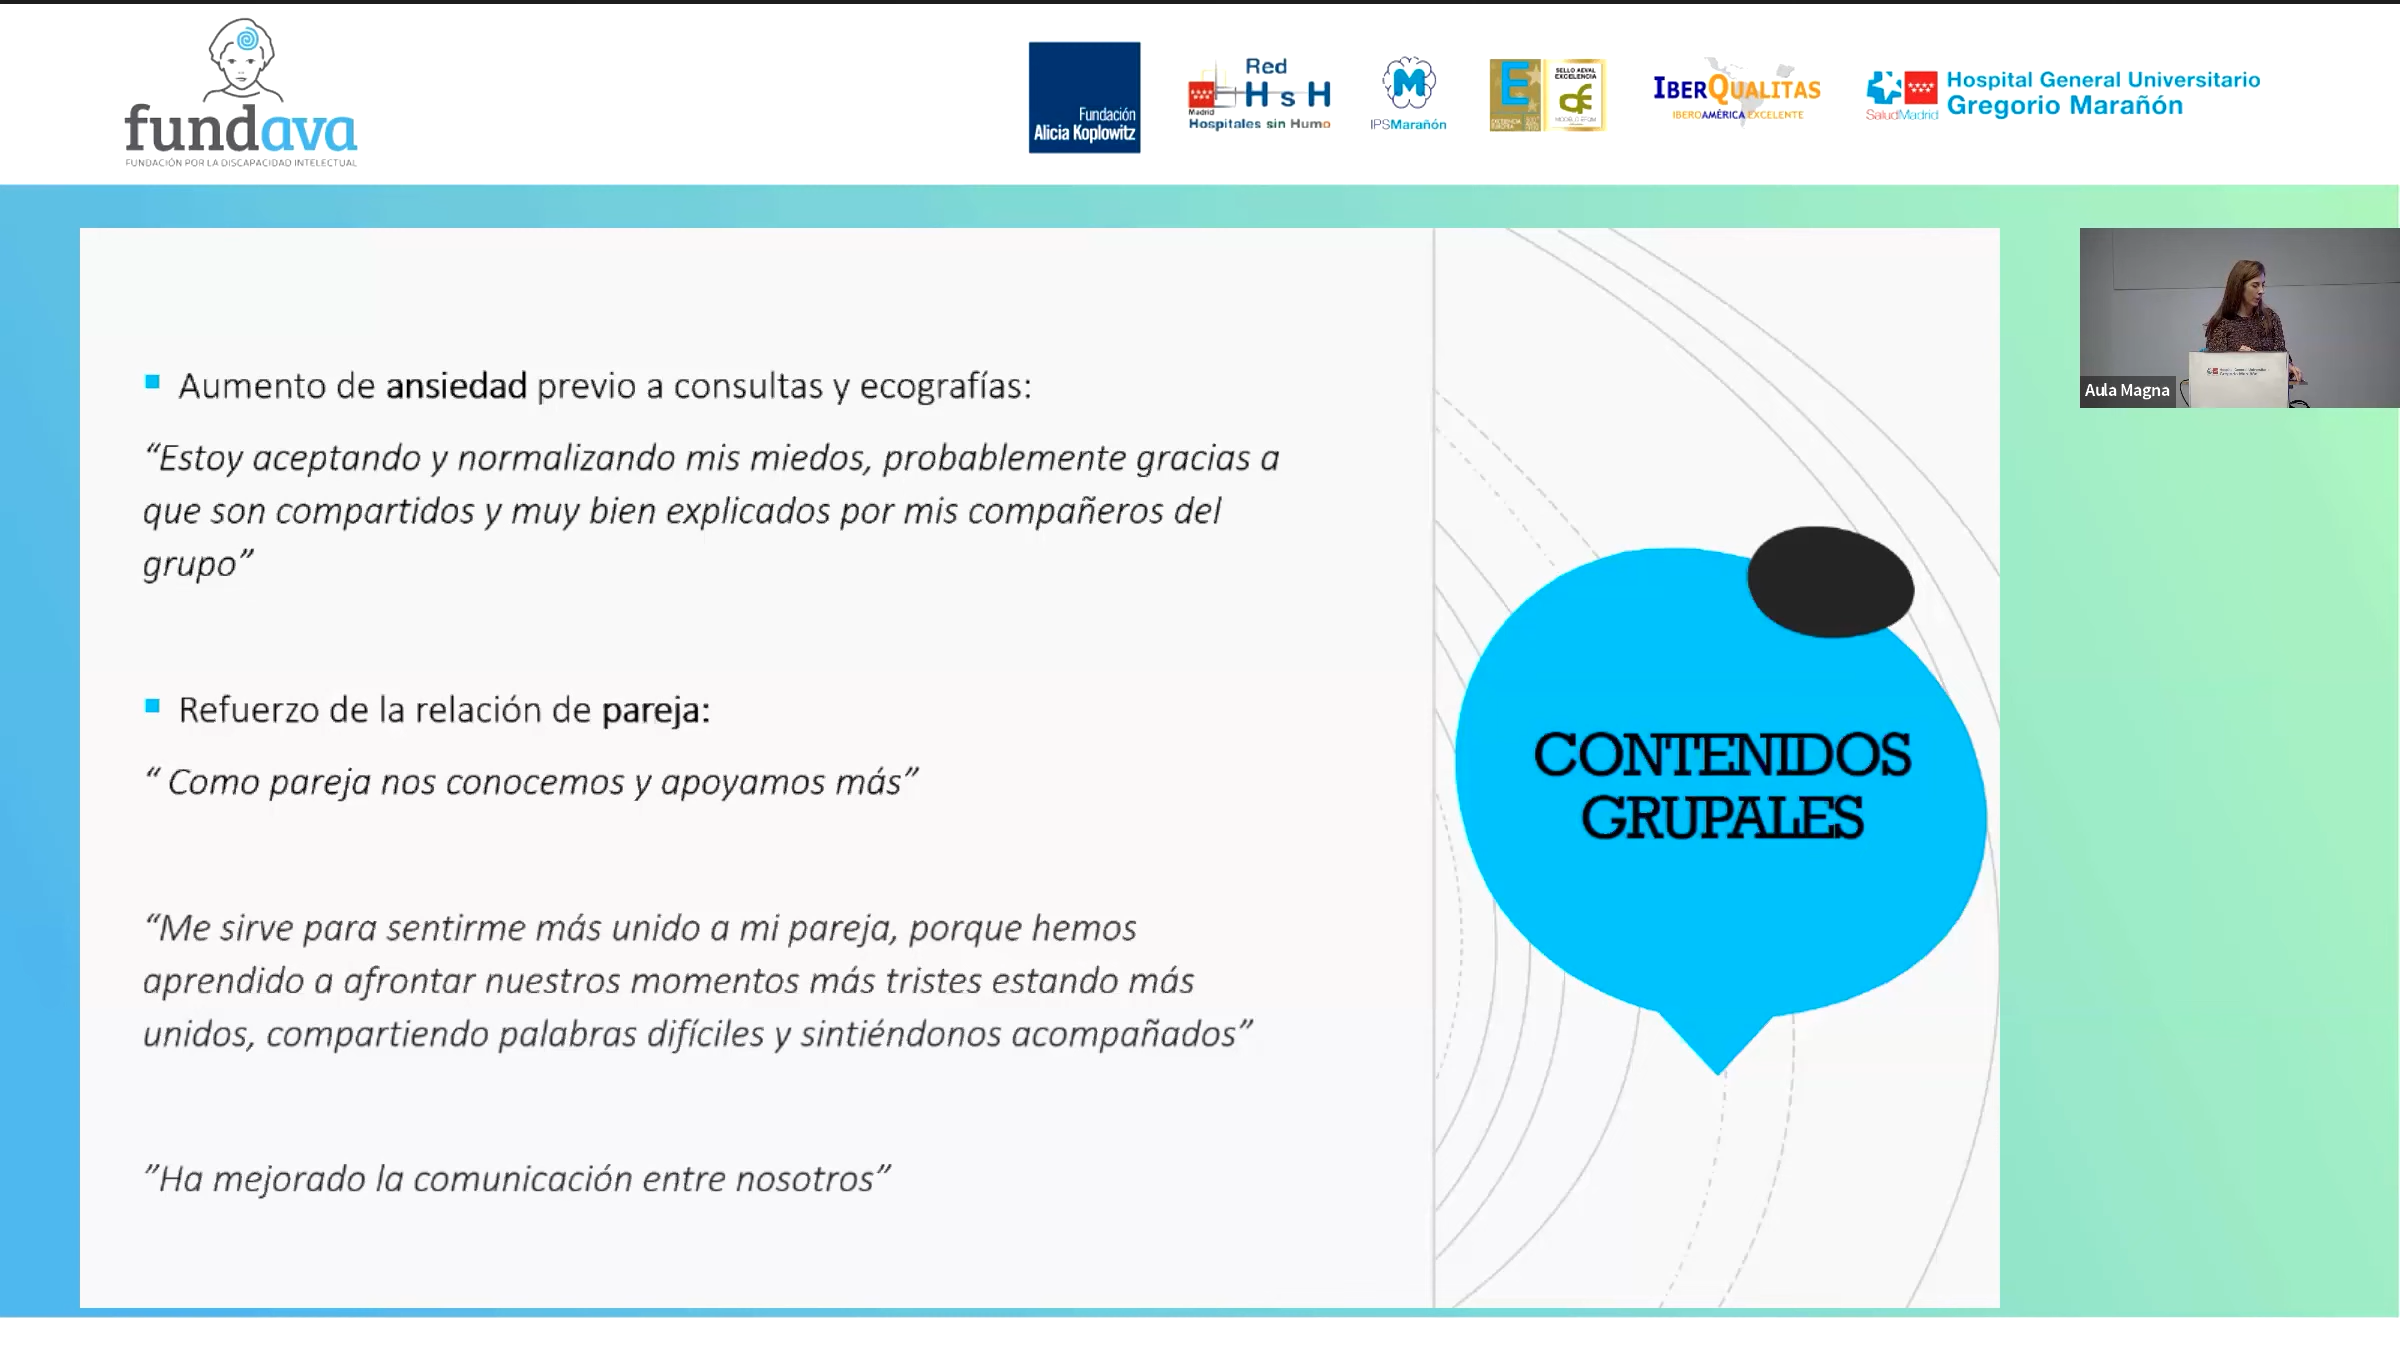 fundava
FUNDACIÓN POR LA DISCAPACIDAD INTELECTUAL
Fundación
Alicia Koplowitz
Red
H s H
Madrid
Hospitales sin Humo
M
IPSMarañón
E
SELLO AEVAL
EXCELENCIA
IBERQUALITAS
IBEROAMÉRICA EXCELENTE
SaludMadrid
Hospital General Universitario
Gregorio Marañón
▪ Aumento de ansiedad previo a consultas y ecografías:
“Estoy aceptando y normalizando mis miedos, probablemente gracias a
que son compartidos y muy bien explicados por mis compañeros del
grupo”
▪ Refuerzo de la relación de pareja:
“ Como pareja nos conocemos y apoyamos más”
“Me sirve para sentirme más unido a mi pareja, porque hemos
aprendido a afrontar nuestros momentos más tristes estando más
unidos, compartiendo palabras difíciles y sintiéndonos acompañados”
”Ha mejorado la comunicación entre nosotros”
CONTENIDOS
GRUPALES
Aula Magna